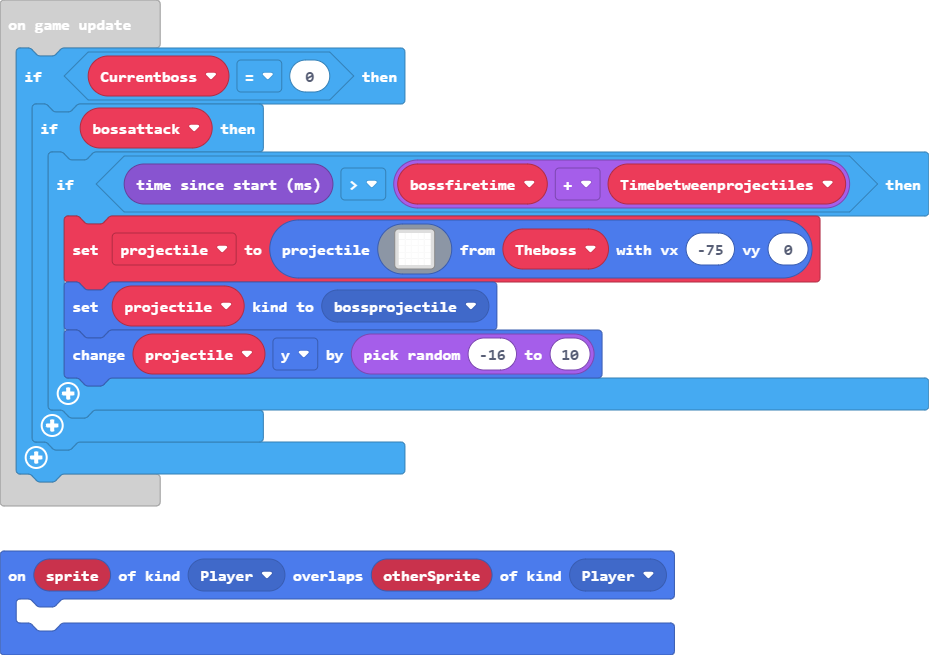 on game update
if Currentboss = 0 then
if bossattack then
if time since start (ms) > bossfiretime + Timebetweenprojectiles then
set projectile to projectile from Theboss with vx -75 vy 0
set projectile kind to bossprojectile
change projectile y by pick random -16 to 10
on sprite of kind Player overlaps otherSprite of kind Player